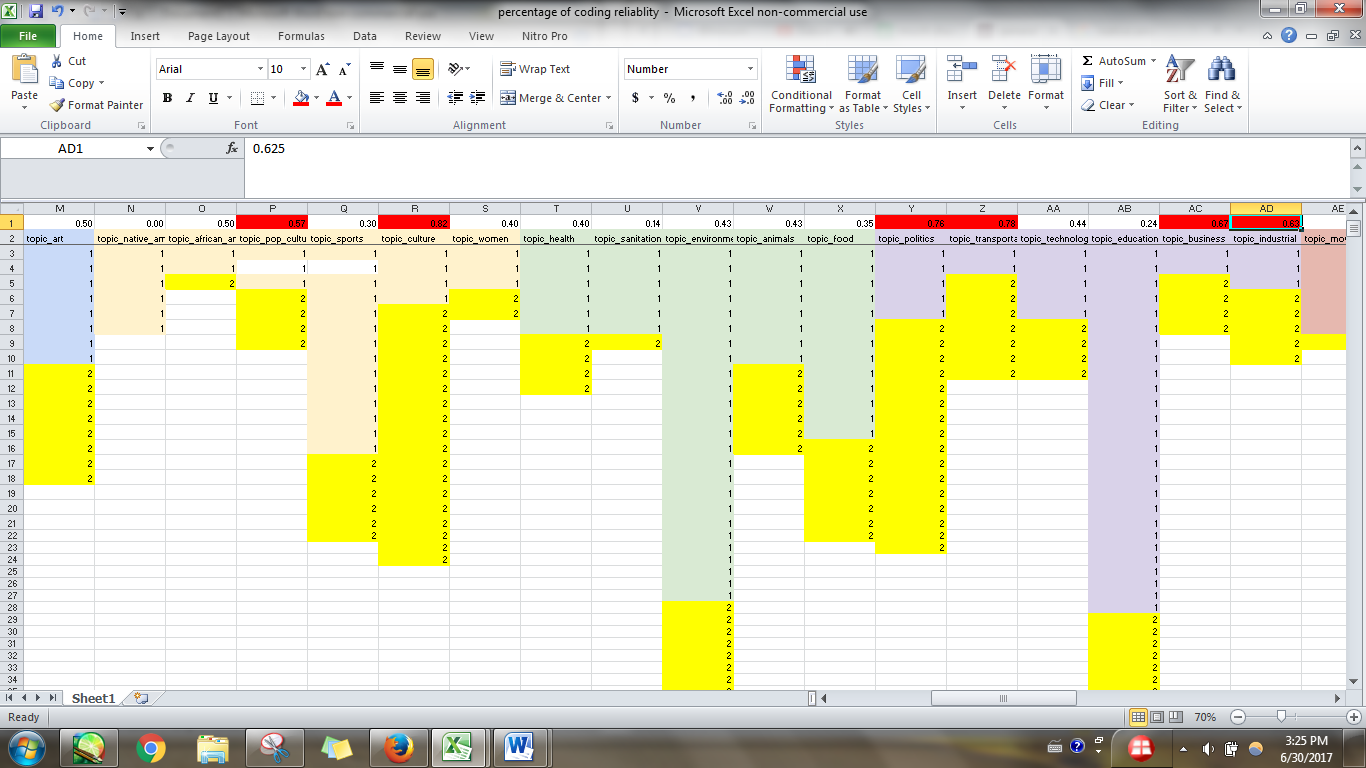 percentage of coding reliablity - Microsoft Excel non-commercial use
File Home Insert Page Layout Formulas Data Review View Nitro Pro
Paste Cut Copy Format Painter Clipboard
Arial 10 A A B I U A Font
Wrap Text Merge & Center Alignment
Number $ % , .00 .0 Number
Conditional Formatting Format as Table Cell Styles Styles
Insert Delete Format Cells
Σ AutoSum Fill Clear Sort & Filter Find & Select Editing
AD1 fx 0.625
M N O P Q R S T U V W X Y Z AA AB AC AD AE
1 0.50 0.00 0.50 0.57 0.30 0.82 0.40 0.40 0.14 0.43 0.43 0.35 0.76 0.78 0.44 0.24 0.67 0.63
2 topic_art topic_native_am topic_african_ar topic_pop_cultu topic_sports topic_culture topic_women topic_health topic_sanitation topic_environme topic_animals topic_food topic_politics topic_transporta topic_technolog topic_education topic_business topic_industrial topic_mo
3 1 1 1 1 1 1 1 1 1 1 1 1 1 1 1 1 1 1
4 1 1 1 1 1 1 1 1 1 1 1 1 1 1 1 1 1 1
5 1 1 2 1 1 1 1 1 1 1 1 1 1 2 1 1 2 1
6 1 1 2 1 1 2 1 1 1 1 1 1 2 1 1 2 2
7 1 1 2 1 2 2 1 1 1 1 1 1 2 1 1 2 2
8 1 1 2 1 2 1 1 1 1 1 2 2 2 1 2 2
9 1 2 1 2 2 2 1 1 1 2 2 2 1 2
10 1 1 2 2 1 1 1 2 2 2 1 2
11 2 1 2 2 1 2 1 2 2 2 1
12 2 1 2 2 1 2 1 2 1
13 2 1 2 1 2 1 2 1
14 2 1 2 1 2 1 2 1
15 2 1 2 1 2 1 2 1
16 2 1 2 1 2 2 2 1
17 2 2 2 1 2 2 1
18 2 2 2 1 2 2 1
19 2 2 1 2 2 1
20 2 2 1 2 2 1
21 2 2 1 2 2 1
22 2 2 1 2 2 1
23 2 1 2 1
24 2 1 1
25 1 1
26 1 1
27 1 1
28 2 1
29 2 2
30 2 2
31 2 2
32 2 2
33 2 2
34 2 2
Sheet1
Ready 70%
3:25 PM
6/30/2017